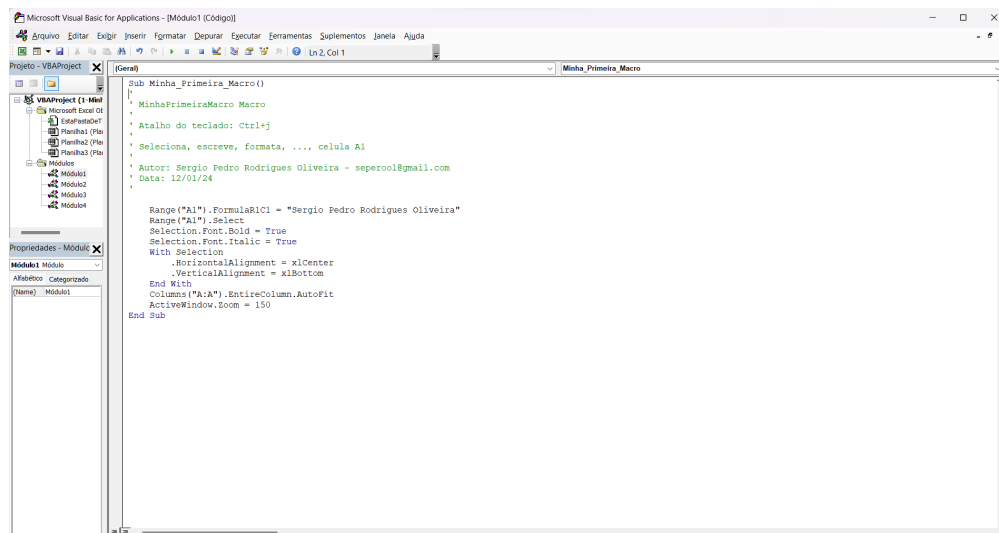 Microsoft Visual Basic for Applications - [Módulo1 (Código)]
Arquivo Editar Exibir Inserir Formatar Depurar Executar Ferramentas Suplementos Janela Ajuda
Ln 2, Col 1
Projeto - VBAProject
(Geral)
Minha_Primeira_Macro
VBAProject (1-Minl
Microsoft Excel Ob
EstaPastaDeT
Planilha1 (Plar
Planilha2 (Plar
Planilha3 (Plar
Módulos
Módulo1
Módulo2
Módulo3
Módulo4
Propriedades - Módulo
Módulo1 Módulo
Alfabético Categorizado
(Name) Módulo1
Sub Minha_Primeira_Macro()
'
' MinhaPrimeiraMacro Macro
'
' Atalho do teclado: Ctrl+j
'
' Seleciona, escreve, formata, ..., celula A1
'
' Autor: Sergio Pedro Rodrigues Oliveira - seperool@gmail.com
' Data: 12/01/24
'
Range("A1").FormulaR1C1 = "Sergio Pedro Rodrigues Oliveira"
Range("A1").Select
Selection.Font.Bold = True
Selection.Font.Italic = True
With Selection
.HorizontalAlignment = xlCenter
.VerticalAlignment = xlBottom
End With
Columns("A:A").EntireColumn.AutoFit
ActiveWindow.Zoom = 150
End Sub